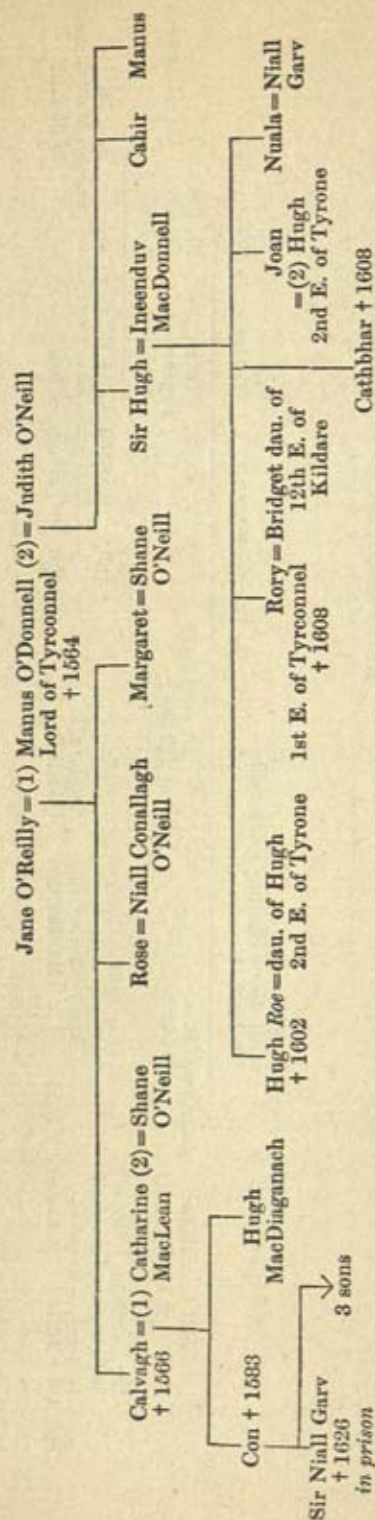 Jane O'Reilly=(1) Manus O'Donnell (2)=Judith O'Neill
Lord of Tyrconnel
† 1564
Calvagh=(1) Catharine (2)=Shane
† 1566 MacLean O'Neill
Rose=Niall Conallagh
O'Neill
Margaret=Shane
O'Neill
Sir Hugh=Ineenduv
MacDonnell
Cahir
Manus
Con † 1583
Hugh
MacDiaganach
Hugh Roe=dau. of Hugh
† 1602 2nd E. of Tyrone
Rory=Bridget dau. of
1st E. of Tyrconnel 12th E. of
† 1608 Kildare
Joan
=(2) Hugh
2nd E. of Tyrone
Nuala=Niall
Garv
Cathbhar † 1608
Sir Niall Garv
† 1626
in prison
3 sons